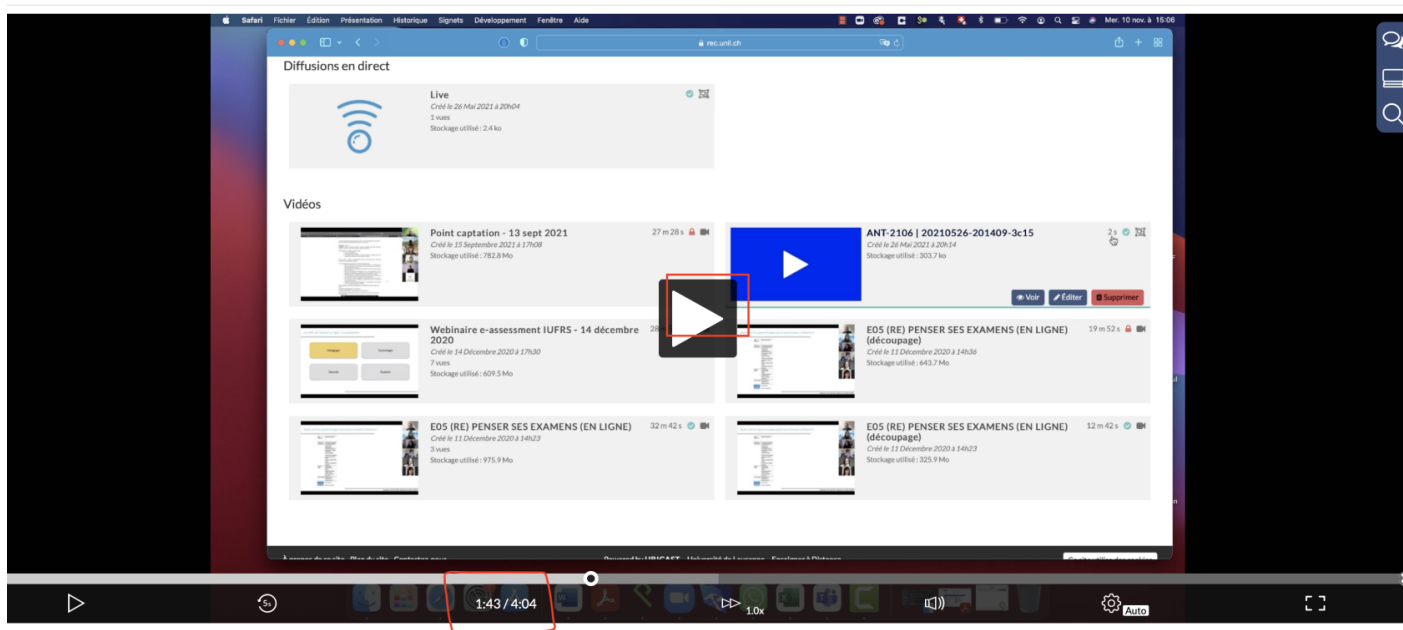 Safari Fichier Édition Présentation Historique Signets Développement Fenêtre Aide
Mer. 10 nov. à 15:06
rec.unil.ch
Diffusions en direct
Live
Créé le 26 Mai 2021 à 20h04
1 vues
Stockage utilisé : 2.4 ko
Vidéos
Point captation - 13 sept 2021
27 m 28 s
Créé le 15 Septembre 2021 à 17h08
Stockage utilisé : 782.8 Mo
ANT-2106 | 20210526-201409-3c15
2 s
Créé le 26 Mai 2021 à 20h14
Stockage utilisé : 303.7 ko
Voir Éditer Supprimer
Webinaire e-assessment IUFRS - 14 décembre
2020
Créé le 14 Décembre 2020 à 17h30
7 vues
Stockage utilisé : 609.5 Mo
E05 (RE) PENSER SES EXAMENS (EN LIGNE)
19 m 52 s
(découpage)
Créé le 11 Décembre 2020 à 14h36
Stockage utilisé : 643.7 Mo
E05 (RE) PENSER SES EXAMENS (EN LIGNE)
32 m 42 s
Créé le 11 Décembre 2020 à 14h23
3 vues
Stockage utilisé : 975.9 Mo
E05 (RE) PENSER SES EXAMENS (EN LIGNE)
12 m 42 s
(découpage)
Créé le 11 Décembre 2020 à 14h23
Stockage utilisé : 325.9 Mo
5s
1:43 / 4:04
1.0x
Auto